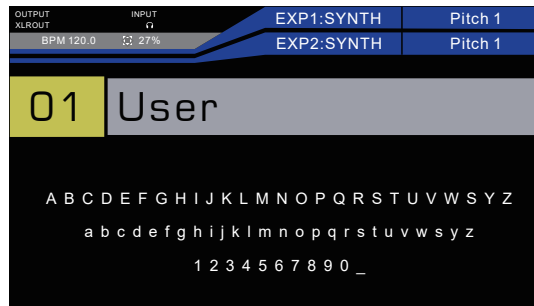 OUTPUT INPUT EXP1:SYNTH Pitch 1
XLROUT
BPM 120.0 27% EXP2:SYNTH Pitch 1
01 User
A B C D E F G H I J K L M N O P Q R S T U V W S Y Z
a b c d e f g h i j k l m n o p q r s t u v w s y z
1 2 3 4 5 6 7 8 9 0 _